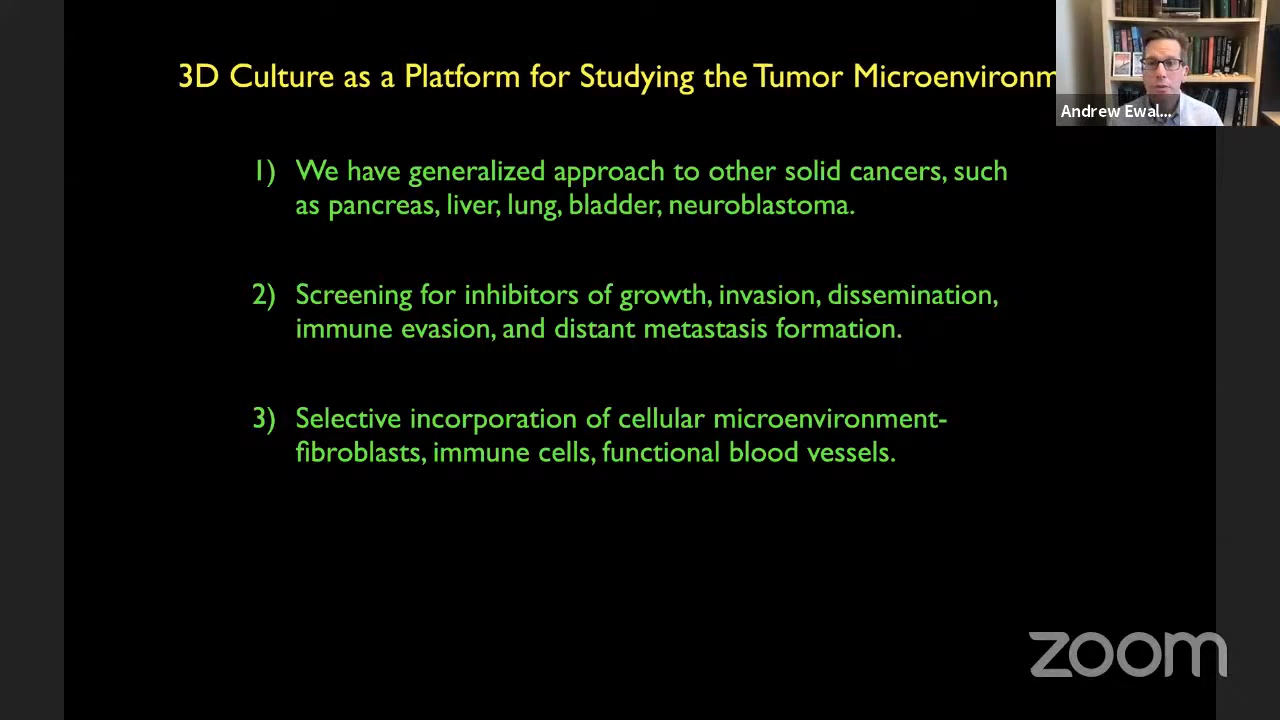 3D Culture as a Platform for Studying the Tumor Microenvironm
Andrew Ewal...
1) We have generalized approach to other solid cancers, such
as pancreas, liver, lung, bladder, neuroblastoma.
2) Screening for inhibitors of growth, invasion, dissemination,
immune evasion, and distant metastasis formation.
3) Selective incorporation of cellular microenvironment-
fibroblasts, immune cells, functional blood vessels.
zoom